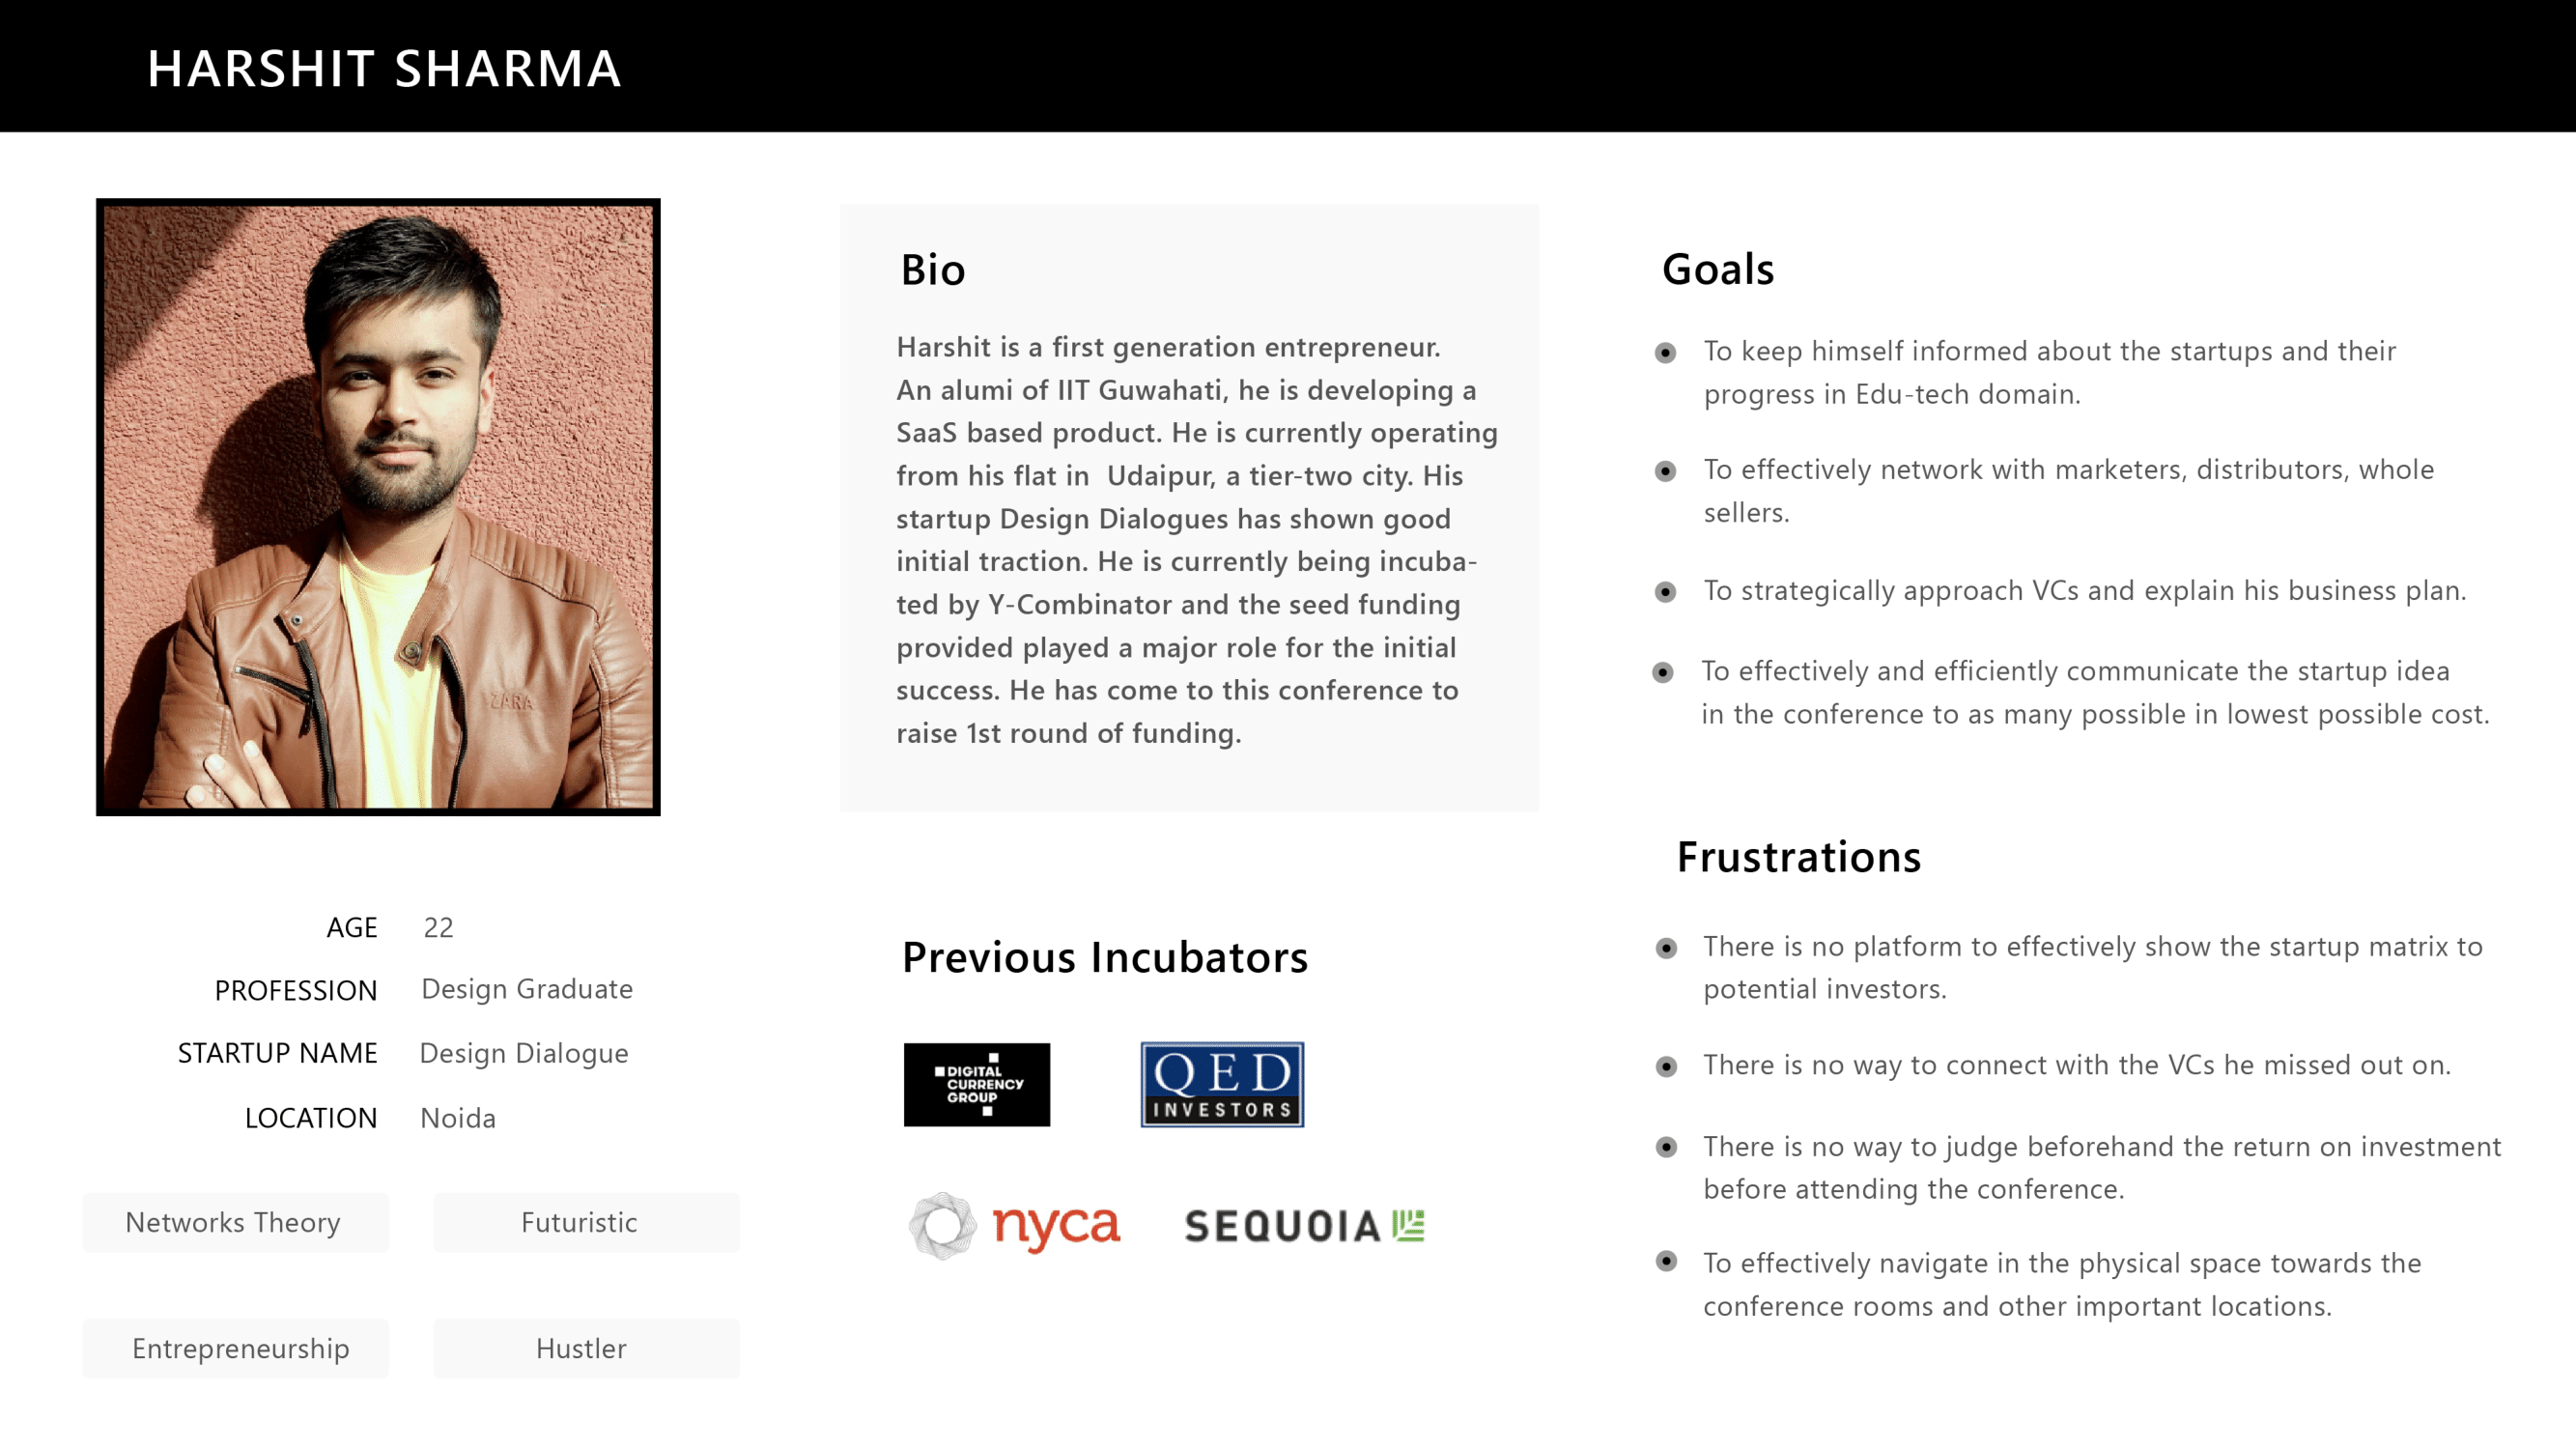 HARSHIT SHARMA
ZARA
AGE 22
PROFESSION Design Graduate
STARTUP NAME Design Dialogue
LOCATION Noida
Networks Theory
Futuristic
Entrepreneurship
Hustler
Bio
Harshit is a first generation entrepreneur.
An alumi of IIT Guwahati, he is developing a
SaaS based product. He is currently operating
from his flat in  Udaipur, a tier-two city. His
startup Design Dialogues has shown good
initial traction. He is currently being incuba-
ted by Y-Combinator and the seed funding
provided played a major role for the initial
success. He has come to this conference to
raise 1st round of funding.
Previous Incubators
DIGITAL
CURRENCY
GROUP
QED
INVESTORS
nyca
SEQUOIA
Goals
To keep himself informed about the startups and their
progress in Edu-tech domain.
To effectively network with marketers, distributors, whole
sellers.
To strategically approach VCs and explain his business plan.
To effectively and efficiently communicate the startup idea
in the conference to as many possible in lowest possible cost.
Frustrations
There is no platform to effectively show the startup matrix to
potential investors.
There is no way to connect with the VCs he missed out on.
There is no way to judge beforehand the return on investment
before attending the conference.
To effectively navigate in the physical space towards the
conference rooms and other important locations.